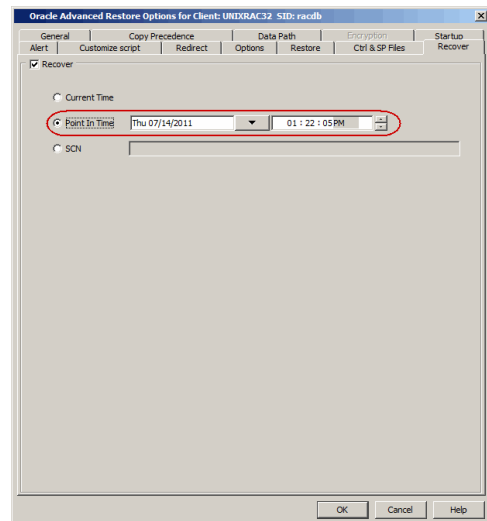 Oracle Advanced Restore Options for Client: UNIXRAC32 SID: racdb
General Copy Precedence Data Path Encryption Startup
Alert Customize script Redirect Options Restore Ctrl & SP Files Recover
Recover
Current Time
Point In Time Thu 07/14/2011 01 : 22 : 05 PM
SCN
OK Cancel Help